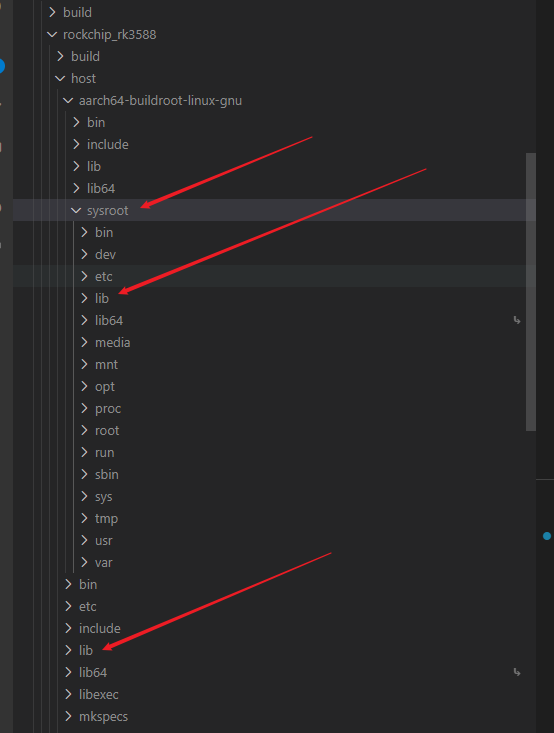 build
rockchip_rk3588
build
host
aarch64-buildroot-linux-gnu
bin
include
lib
lib64
sysroot
bin
dev
etc
lib
lib64
media
mnt
opt
proc
root
run
sbin
sys
tmp
usr
var
bin
etc
include
lib
lib64
libexec
mkspecs